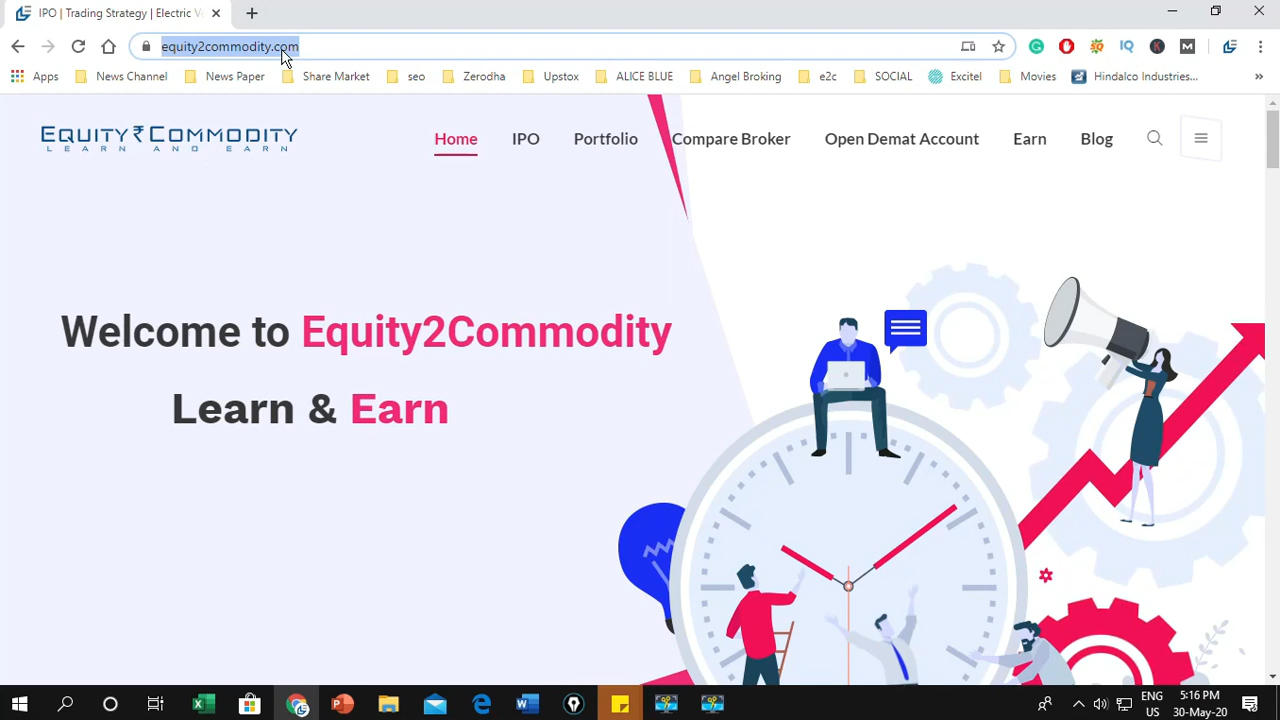 IPO | Trading Strategy | Electric V
equity2commodity.com
Apps News Channel News Paper Share Market seo Zerodha Upstox ALICE BLUE Angel Broking e2c SOCIAL Excitel Movies Hindalco Industries... »
EQUITY₹COMMODITY
LEARN AND EARN
Home IPO Portfolio Compare Broker Open Demat Account Earn Blog
Welcome to Equity2Commodity
Learn & Earn
ENG 5:16 PM
US 30-May-20